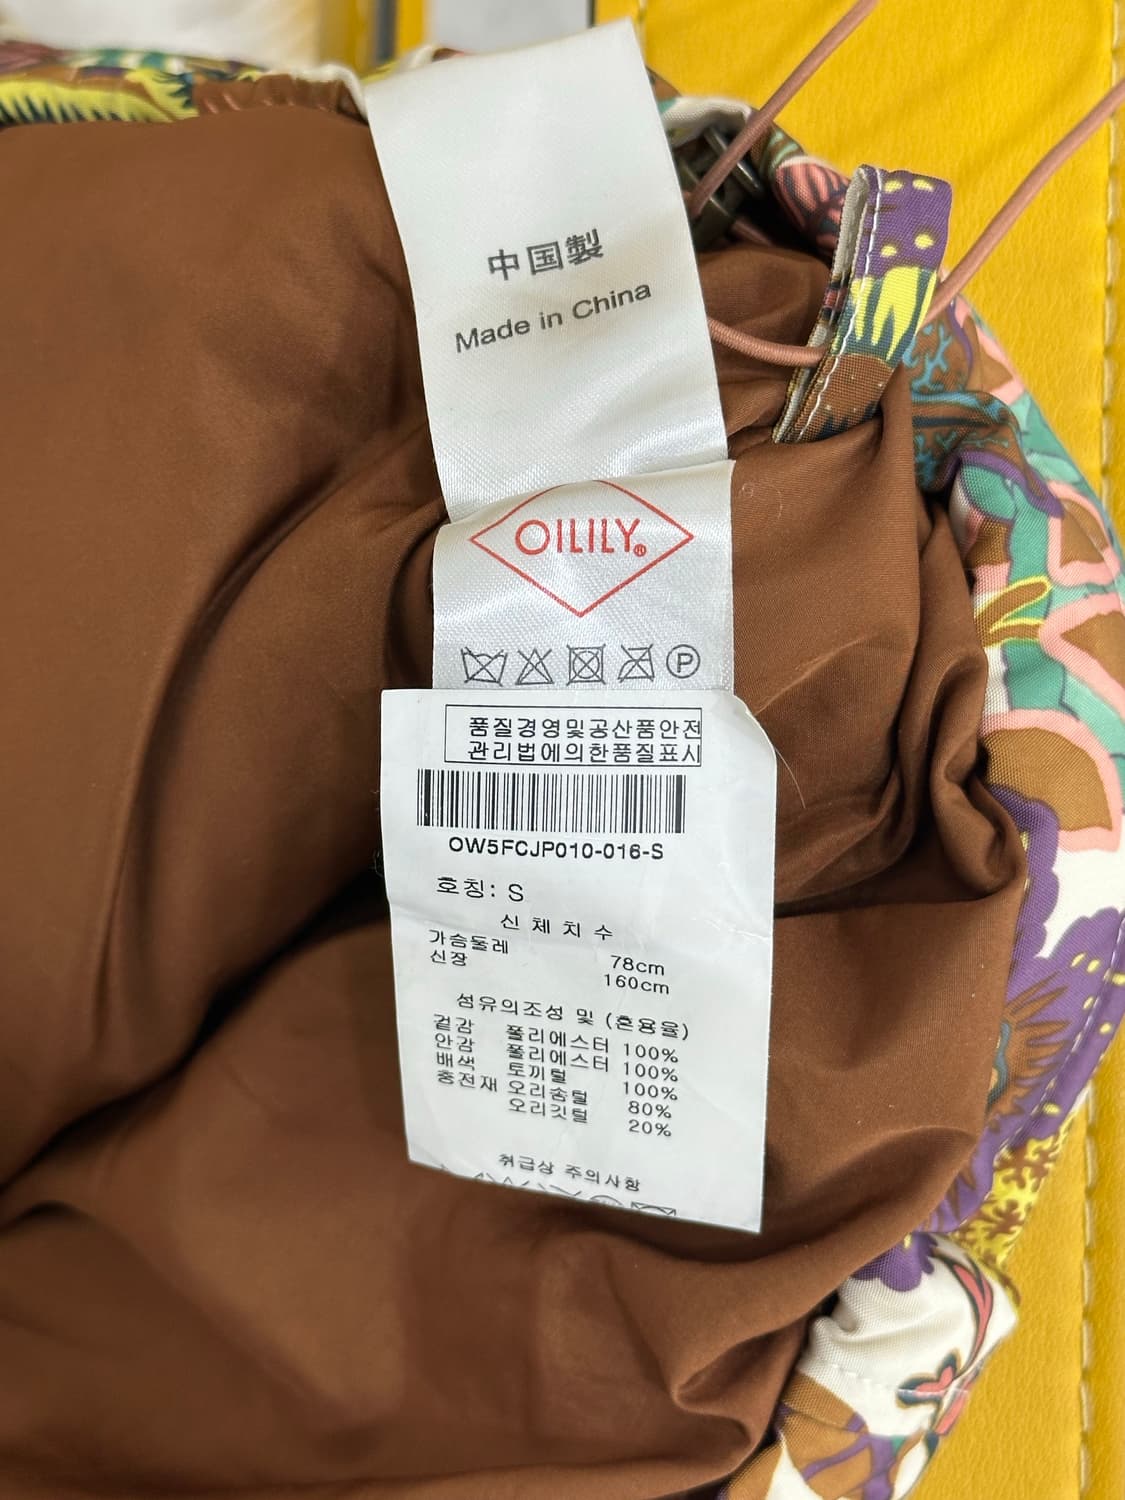 中国製
Made in China
OILILY®
P
품질경영및공산품안전
관리법에의한품질표시
OW5FCJP010-016-S
호칭: S
신 체 치 수
가슴둘레 78cm
신장 160cm
섬유의조성 및 (혼용율)
겉감 폴리에스터 100%
안감 폴리에스터 100%
배색 토끼털 100%
충전재 오리솜털 80%
오리깃털 20%
취급상 주의사항